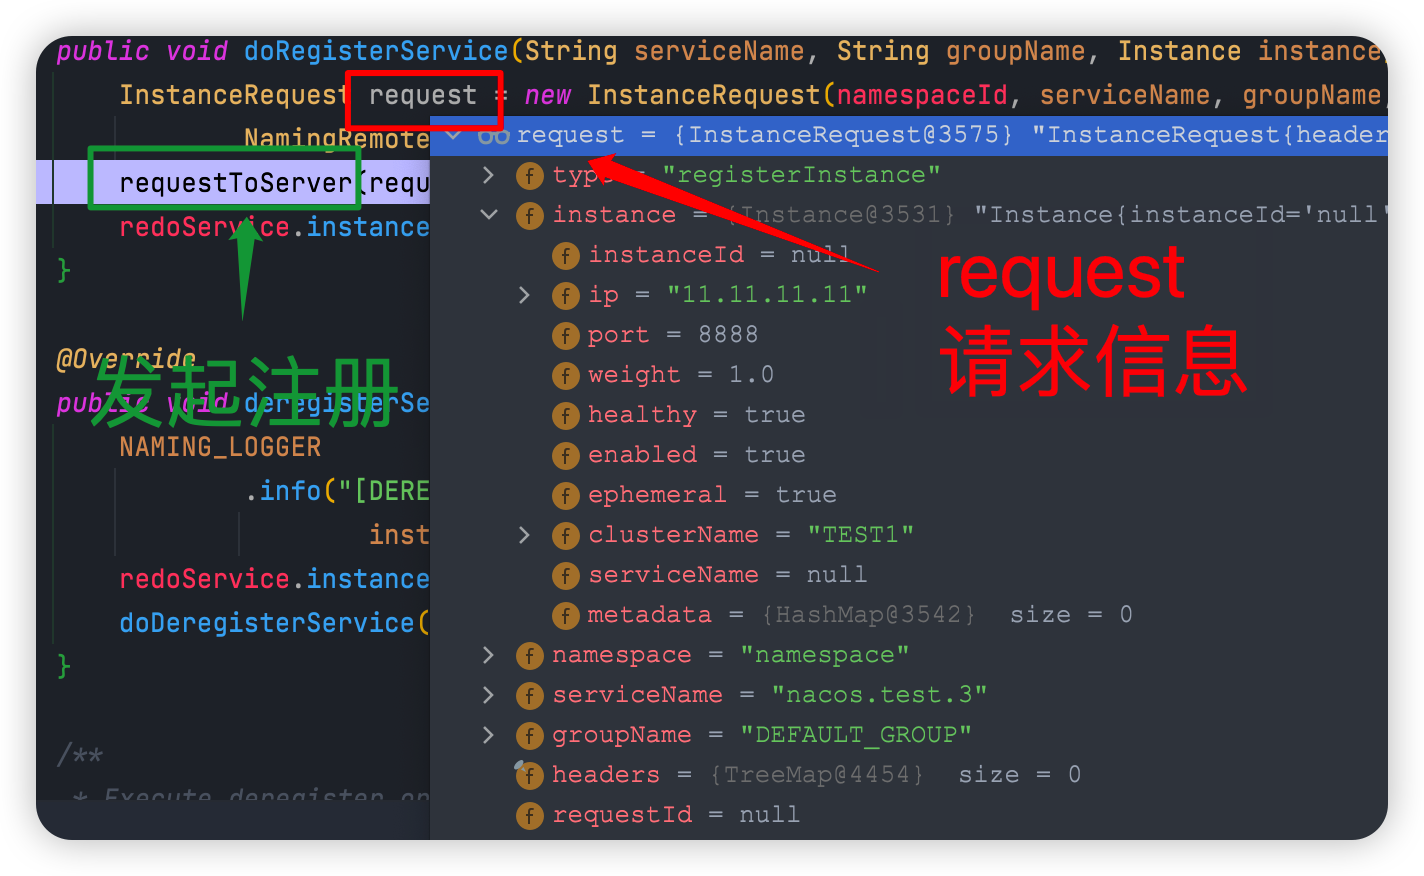 public void doRegisterService(String serviceName, String groupName, Instance instance,
InstanceRequest request = new InstanceRequest(namespaceId, serviceName, groupName,
NamingRemote
requestToServer(requ
redoService.instance
}
@Override
public void deregisterSe
NAMING_LOGGER
.info("[DERE
inst
redoService.instance
doDeregisterService(
}
/**
* Execute deregister op
request = {InstanceRequest@3575} "InstanceRequest{header
type = "registerInstance"
instance = {Instance@3531} "Instance{instanceId='null'
instanceId = null
ip = "11.11.11.11"
port = 8888
weight = 1.0
healthy = true
enabled = true
ephemeral = true
clusterName = "TEST1"
serviceName = null
metadata = {HashMap@3542} size = 0
namespace = "namespace"
serviceName = "nacos.test.3"
groupName = "DEFAULT_GROUP"
headers = {TreeMap@4454} size = 0
requestId = null
发起注册
request
请求信息